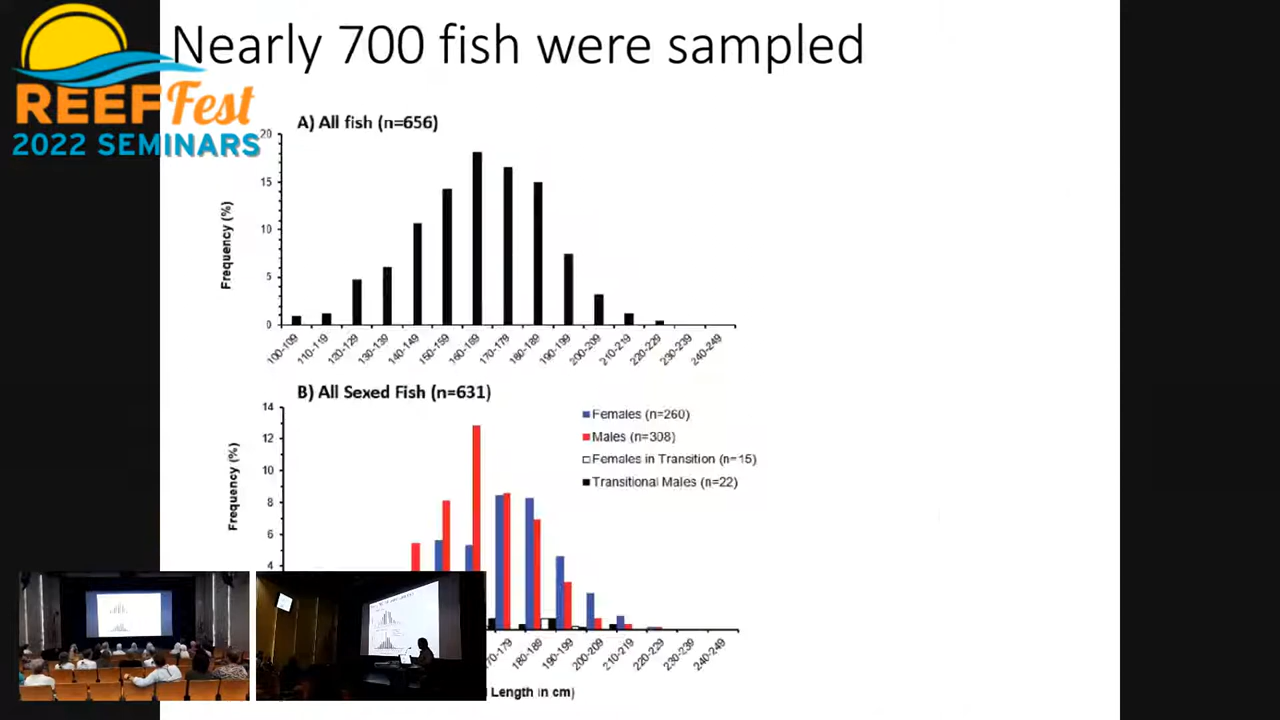 Nearly 700 fish were sampled
REEF Fest
2022 SEMINARS
A) All fish (n=656)
20
15
10
5
0
Frequency (%)
100-109
110-119
120-129
130-139
140-149
150-159
160-169
170-179
180-189
190-199
200-209
210-219
220-229
230-239
240-249
B) All Sexed Fish (n=631)
14
12
10
8
6
4
Frequency (%)
Females (n=260)
Males (n=308)
Females in Transition (n=15)
Transitional Males (n=22)
70-179
180-189
190-199
200-209
210-219
220-229
230-239
240-249
l Length in cm)